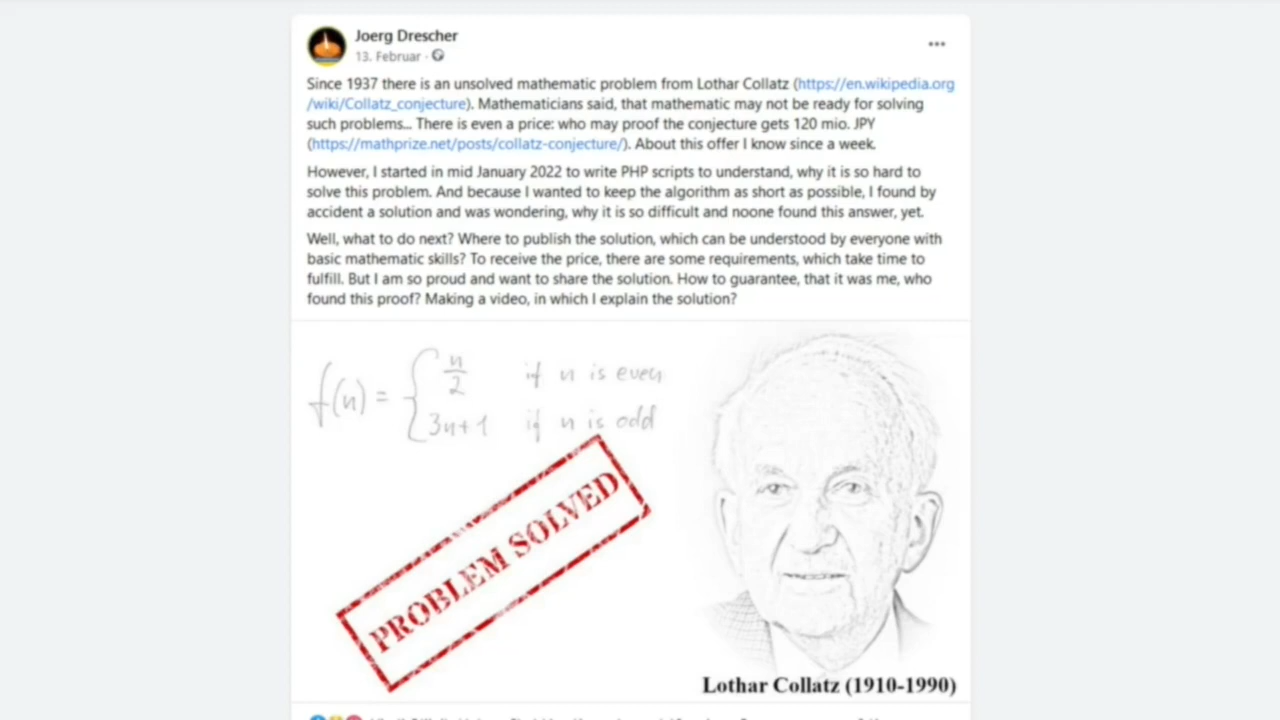 Joerg Drescher
13. Februar ·
Since 1937 there is an unsolved mathematic problem from Lothar Collatz (https://en.wikipedia.org
/wiki/Collatz_conjecture). Mathematicians said, that mathematic may not be ready for solving
such problems... There is even a price: who may proof the conjecture gets 120 mio. JPY
(https://mathprize.net/posts/collatz-conjecture/). About this offer I know since a week.
However, I started in mid January 2022 to write PHP scripts to understand, why it is so hard to
solve this problem. And because I wanted to keep the algorithm as short as possible, I found by
accident a solution and was wondering, why it is so difficult and noone found this answer, yet.
Well, what to do next? Where to publish the solution, which can be understood by everyone with
basic mathematic skills? To receive the price, there are some requirements, which take time to
fulfill. But I am so proud and want to share the solution. How to guarantee, that it was me, who
found this proof? Making a video, in which I explain the solution?
f(n) = { n/2 if n is even
3n+1 if n is odd
PROBLEM SOLVED
Lothar Collatz (1910-1990)